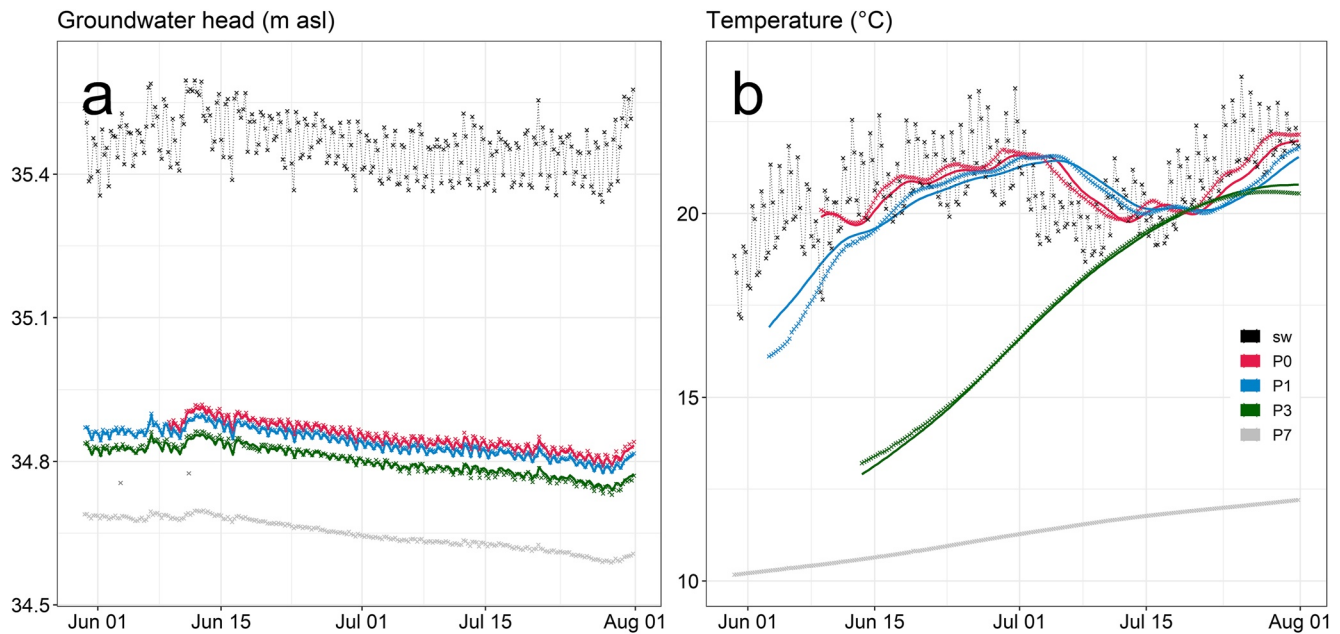 Groundwater head (m asl)
a
35.4
35.1
34.8
34.5
Jun 01 Jun 15 Jul 01 Jul 15 Aug 01
Temperature (°C)
b
20
15
10
sw
P0
P1
P3
P7
Jun 01 Jun 15 Jul 01 Jul 15 Aug 01